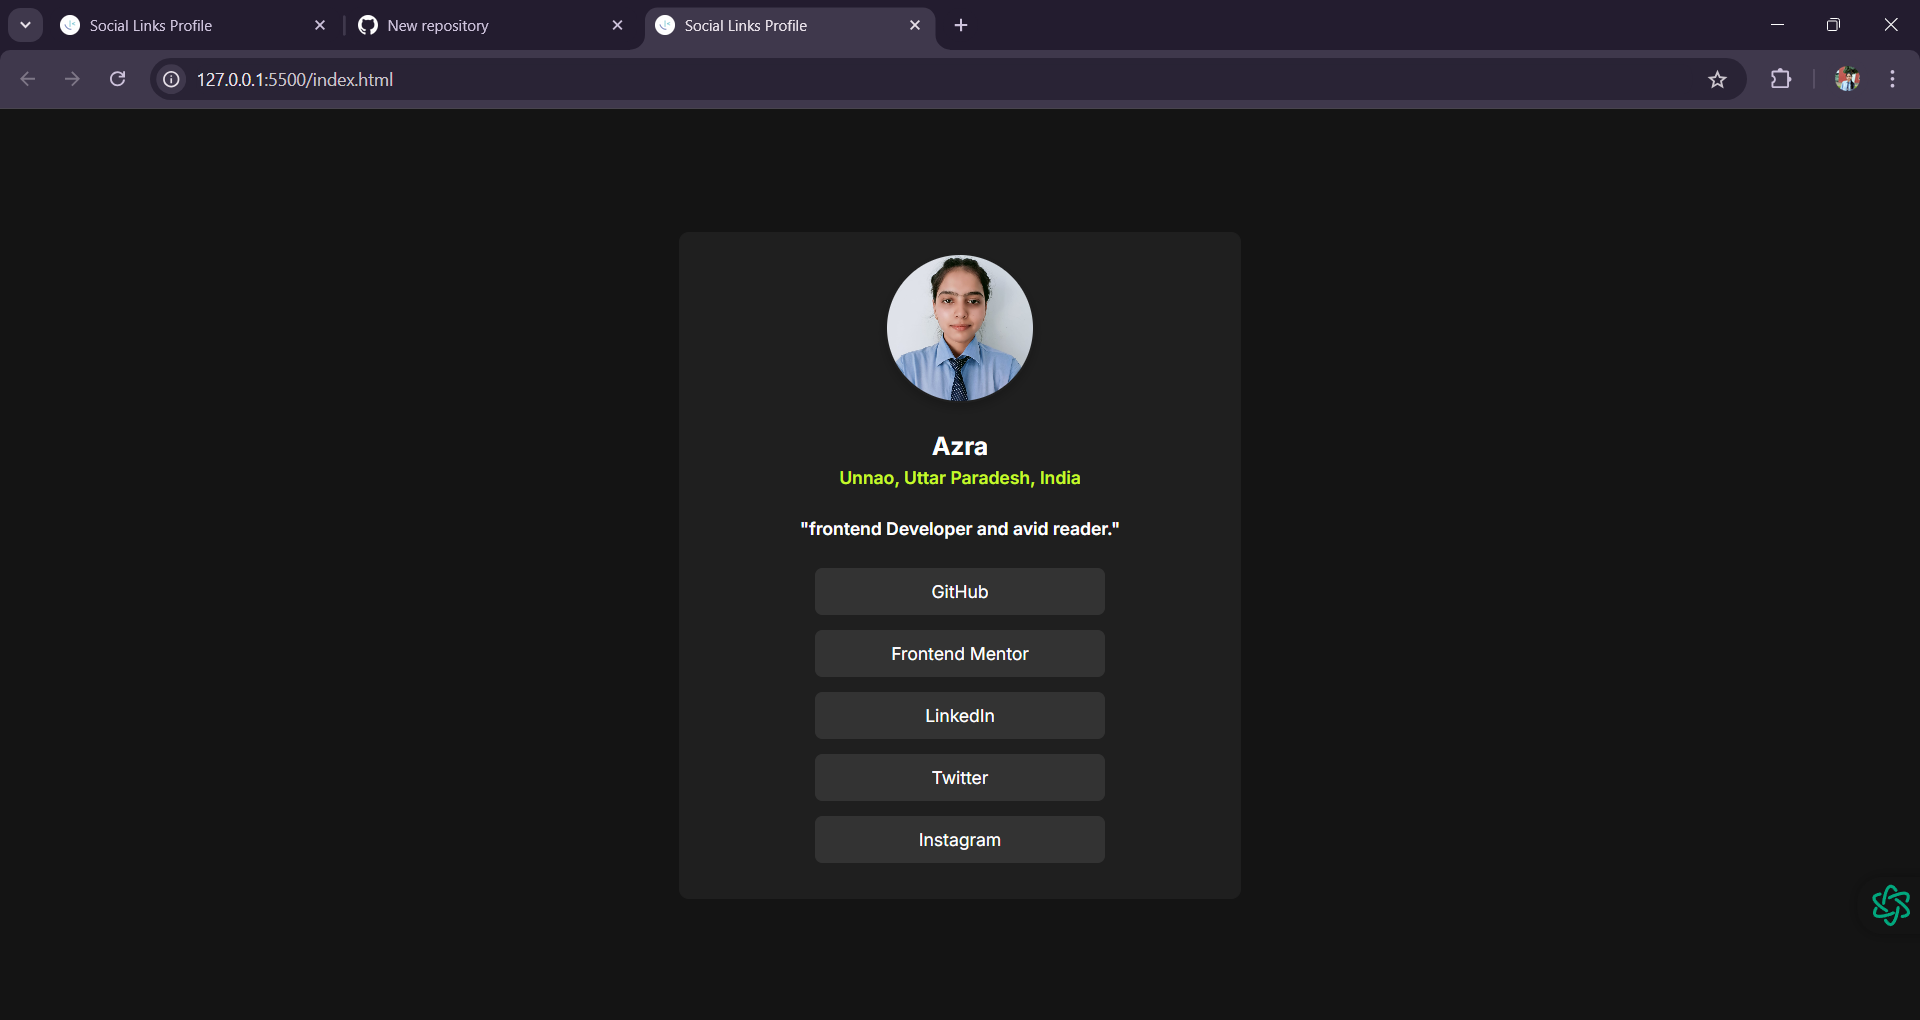 Social Links Profile
New repository
Social Links Profile
127.0.0.1:5500/index.html
Azra
Unnao, Uttar Paradesh, India
"frontend Developer and avid reader."
GitHub
Frontend Mentor
LinkedIn
Twitter
Instagram